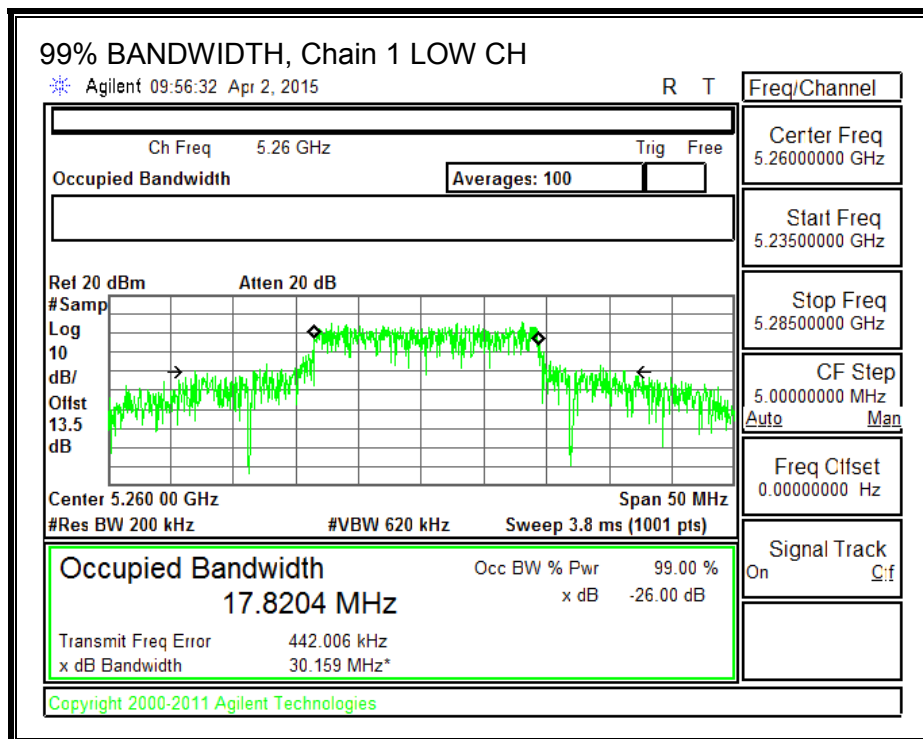 99% BANDWIDTH, Chain 1 LOW CH
Agilent 09:56:32 Apr 2, 2015 R T
Freq/Channel
Ch Freq 5.26 GHz Trig Free
Occupied Bandwidth Averages: 100
Center Freq
5.26000000 GHz
Start Freq
5.23500000 GHz
Stop Freq
5.28500000 GHz
CF Step
5.00000000 MHz
Auto Man
Freq Offset
0.00000000 Hz
Signal Track
On Off
Ref 20 dBm Atten 20 dB
#Samp
Log
10
dB/
Offst
13.5
dB
Center 5.260 00 GHz Span 50 MHz
#Res BW 200 kHz #VBW 620 kHz Sweep 3.8 ms (1001 pts)
Occupied Bandwidth
17.8204 MHz
Occ BW % Pwr 99.00 %
x dB -26.00 dB
Transmit Freq Error 442.006 kHz
x dB Bandwidth 30.159 MHz*
Copyright 2000-2011 Agilent Technologies